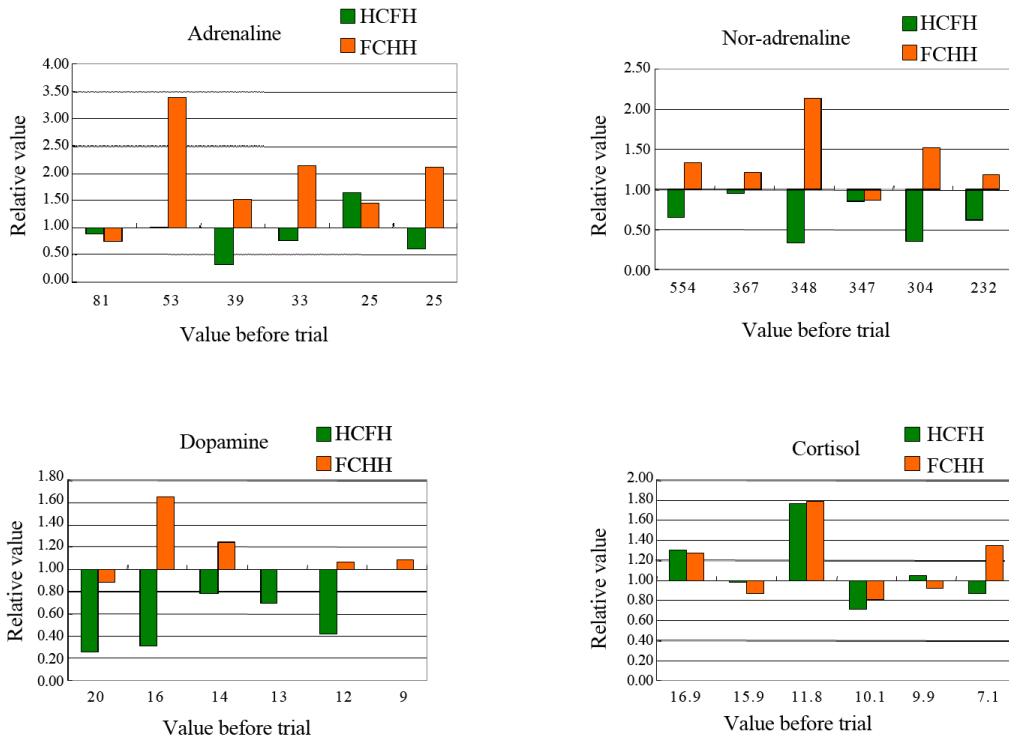 Adrenaline
HCFH
FCHH
Relative value
4.00
3.50
3.00
2.50
2.00
1.50
1.00
0.50
0.00
81 53 39 33 25 25
Value before trial
Nor-adrenaline
HCFH
FCHH
Relative value
2.50
2.00
1.50
1.00
0.50
0.00
554 367 348 347 304 232
Value before trial
Dopamine
HCFH
FCHH
Relative value
1.80
1.60
1.40
1.20
1.00
0.80
0.60
0.40
0.20
0.00
20 16 14 13 12 9
Value before trial
Cortisol
HCFH
FCHH
Relative value
2.00
1.80
1.60
1.40
1.20
1.00
0.80
0.60
0.40
0.20
0.00
16.9 15.9 11.8 10.1 9.9 7.1
Value before trial